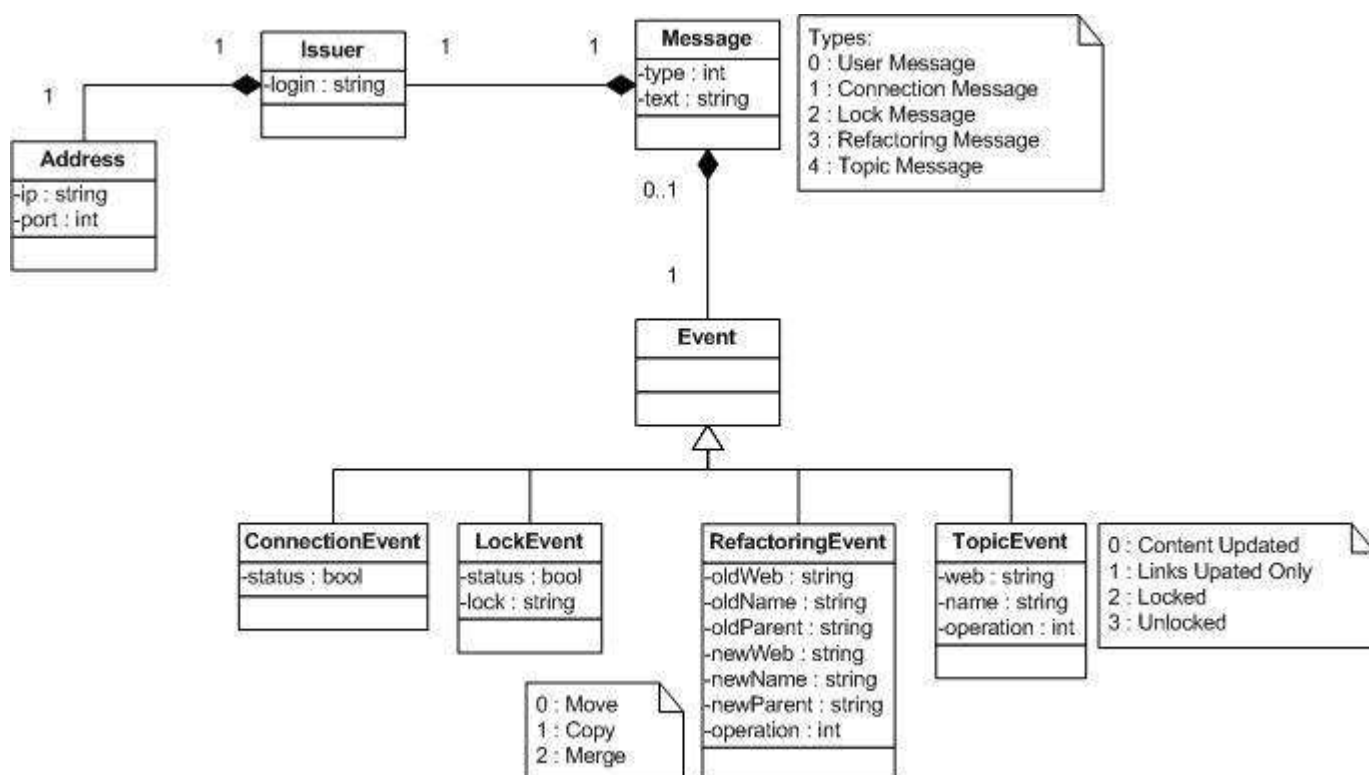 1
Issuer
-login : string
1
1
1
Message
-type : int
-text : string
Types:
0 : User Message
1 : Connection Message
2 : Lock Message
3 : Refactoring Message
4 : Topic Message
Address
-ip : string
-port : int
0..1
1
Event
ConnectionEvent
-status : bool
LockEvent
-status : bool
-lock : string
RefactoringEvent
-oldWeb : string
-oldName : string
-oldParent : string
-newWeb : string
-newName : string
-newParent : string
-operation : int
TopicEvent
-web : string
-name : string
-operation : int
0 : Content Updated
1 : Links Upated Only
2 : Locked
3 : Unlocked
0 : Move
1 : Copy
2 : Merge